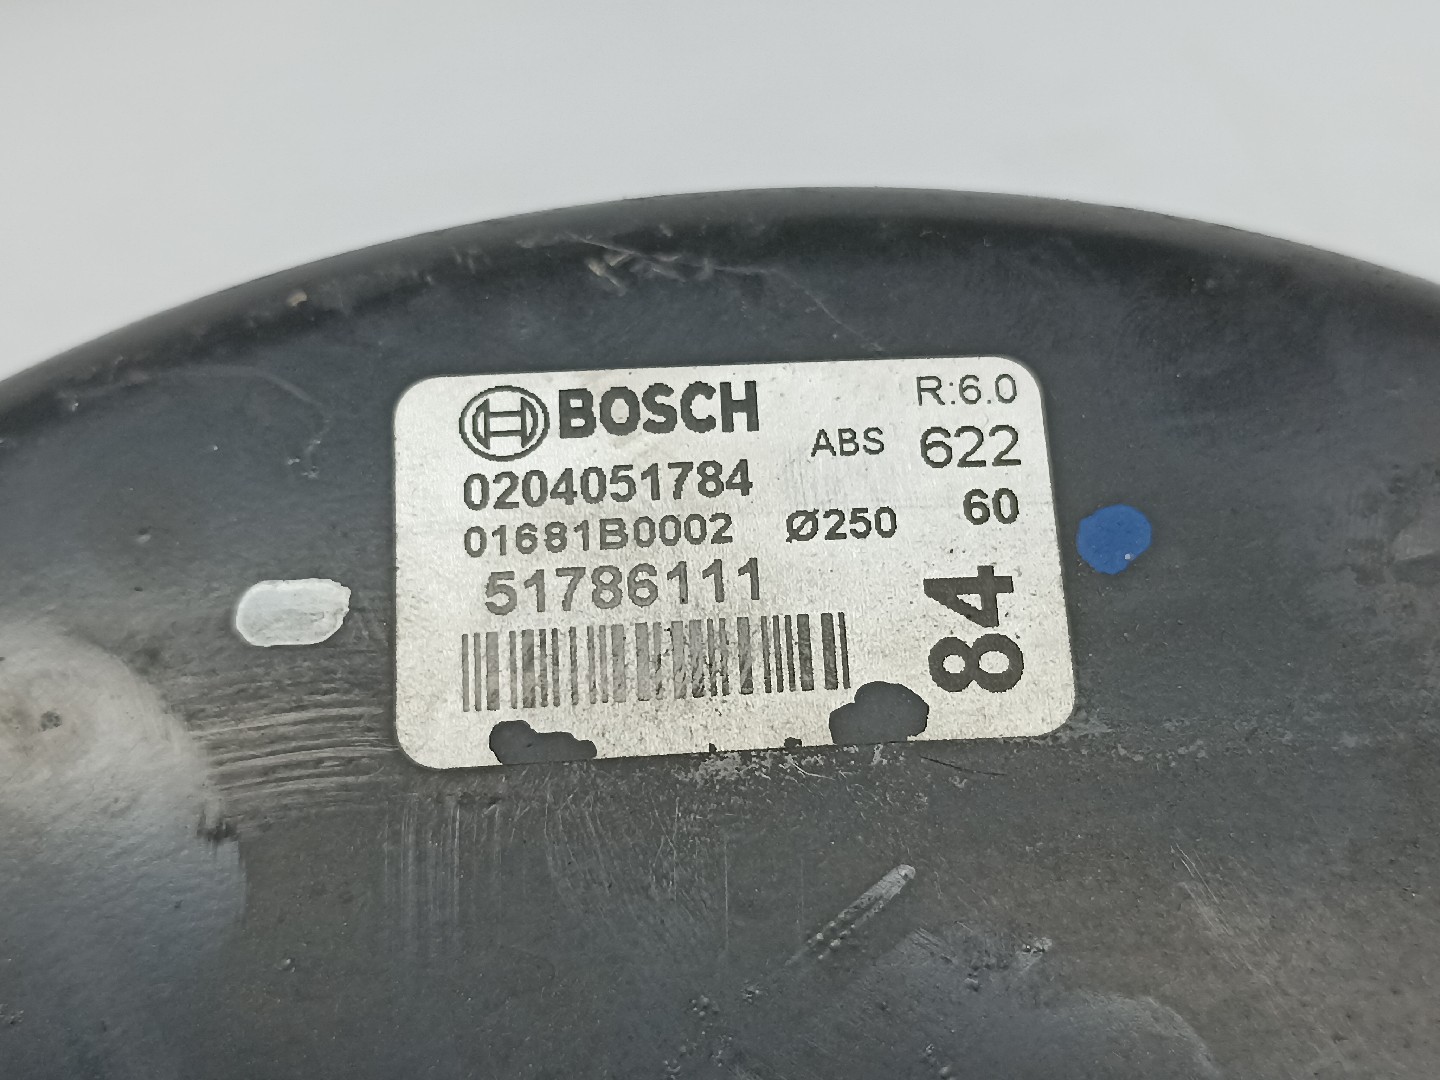 BOSCH
R:6.0
ABS 622
0204051784
01681B0002 Ø250 60
51786111
84